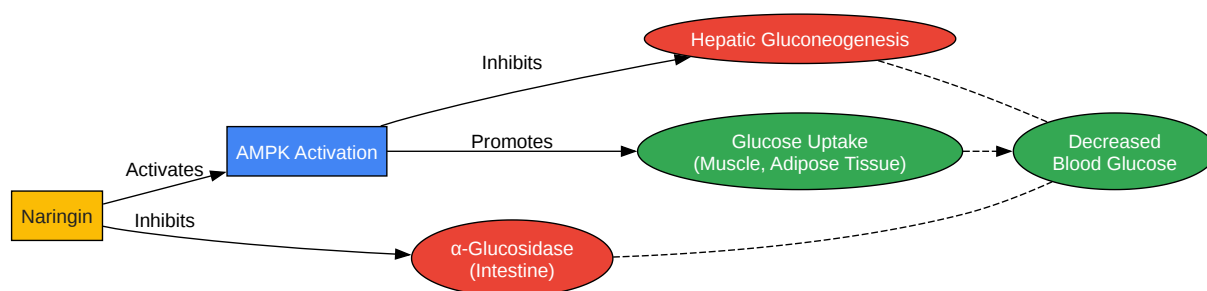 Hepatic Gluconeogenesis
Inhibits
AMPK Activation
Promotes
Glucose Uptake
(Muscle, Adipose Tissue)
Decreased
Blood Glucose
Activates
Naringin
Inhibits
α-Glucosidase
(Intestine)